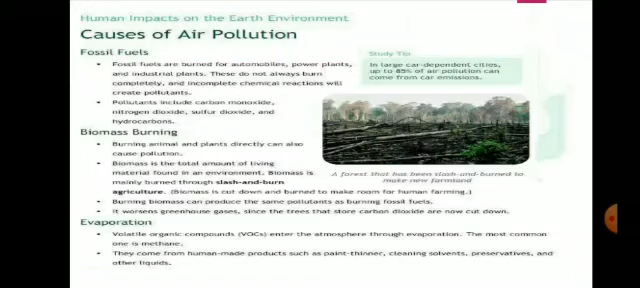 Human Impacts on the Earth Environment
Causes of Air Pollution
Fossil Fuels
• Fossil fuels are burned for automobiles, power plants,
and industrial plants. These do not always burn
completely, and incomplete chemical reactions will
create pollutants.
• Pollutants include carbon monoxide,
nitrogen dioxide, sulfur dioxide, and
hydrocarbons.
Study Tip
In large car-dependent cities,
up to 85% of air pollution can
come from car emissions.
Biomass Burning
• Burning animal and plants directly can also
cause pollution.
• Biomass is the total amount of living
material found in an environment. Biomass is
mainly burned through slash-and-burn
agriculture. (Biomass is cut down and burned to make room for human farming.)
• Burning biomass can produce the same pollutants as burning fossil fuels.
• It worsens greenhouse gases, since the trees that store carbon dioxide are now cut down.
A forest that has been slash-and-burned to
make new farmland
Evaporation
• Volatile organic compounds (VOCs) enter the atmosphere through evaporation. The most common
one is methane.
• They come from human-made products such as paint-thinner, cleaning solvents, preservatives, and
other liquids.